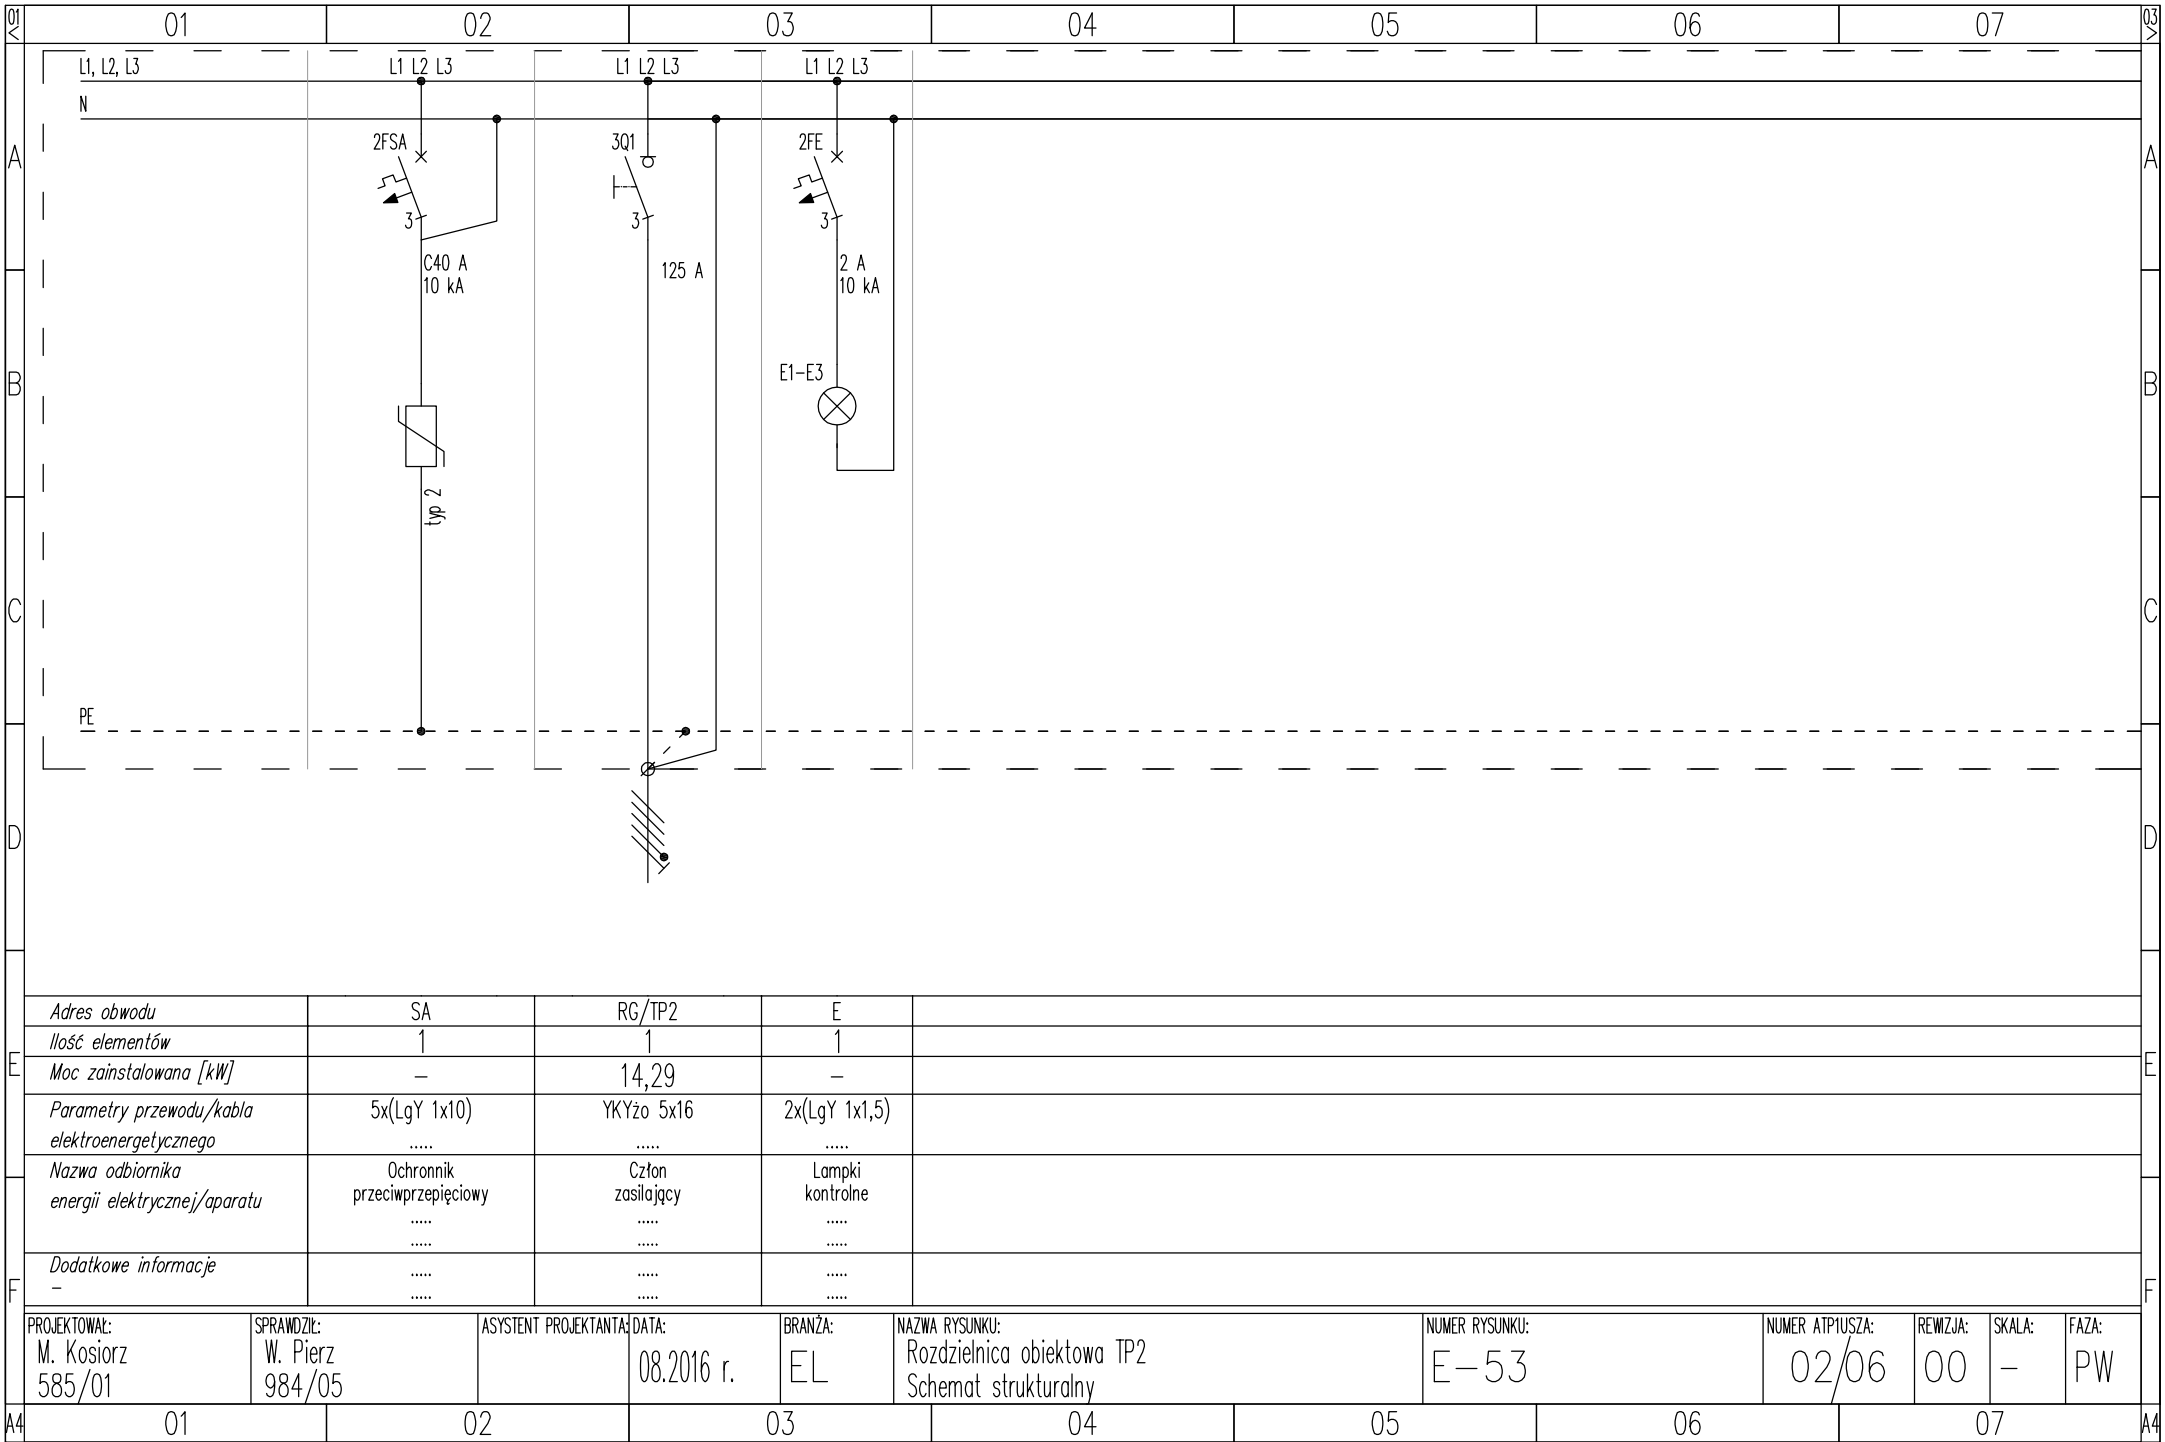 01 < 01 02 03 04 05 06 07 03 >
L1, L2, L3 L1 L2 L3 L1 L2 L3 L1 L2 L3
N
2FSA 3Q1 2FE
A A
3 3 3
C40 A 125 A 2 A
10 kA 10 kA
E1-E3
B B
typ 2
C C
PE
D D
Adres obwodu SA RG/TP2 E
Ilość elementów 1 1 1
E E
Moc zainstalowana [kW] - 14,29 -
Parametry przewodu/kabla 5x(LgY 1x10) YKYżo 5x16 2x(LgY 1x1,5)
elektroenergetycznego ..... ..... .....
Nazwa odbiornika Ochronnik Człon Lampki
energii elektrycznej/aparatu przeciwprzepięciowy zasilający kontrolne
..... ..... .....
..... ..... .....
Dodatkowe informacje ..... ..... .....
- ..... ..... .....
F F
PROJEKTOWAŁ: SPRAWDZIŁ: ASYSTENT PROJEKTANTA: DATA: BRANŻA: NAZWA RYSUNKU: NUMER RYSUNKU: NUMER ATP1USZA: REWIZJA: SKALA: FAZA:
M. Kosiorz W. Pierz 08.2016 r. EL Rozdzielnica obiektowa TP2 E-53 02/06 00 - PW
585/01 984/05 Schemat strukturalny
A4 01 02 03 04 05 06 07 A4